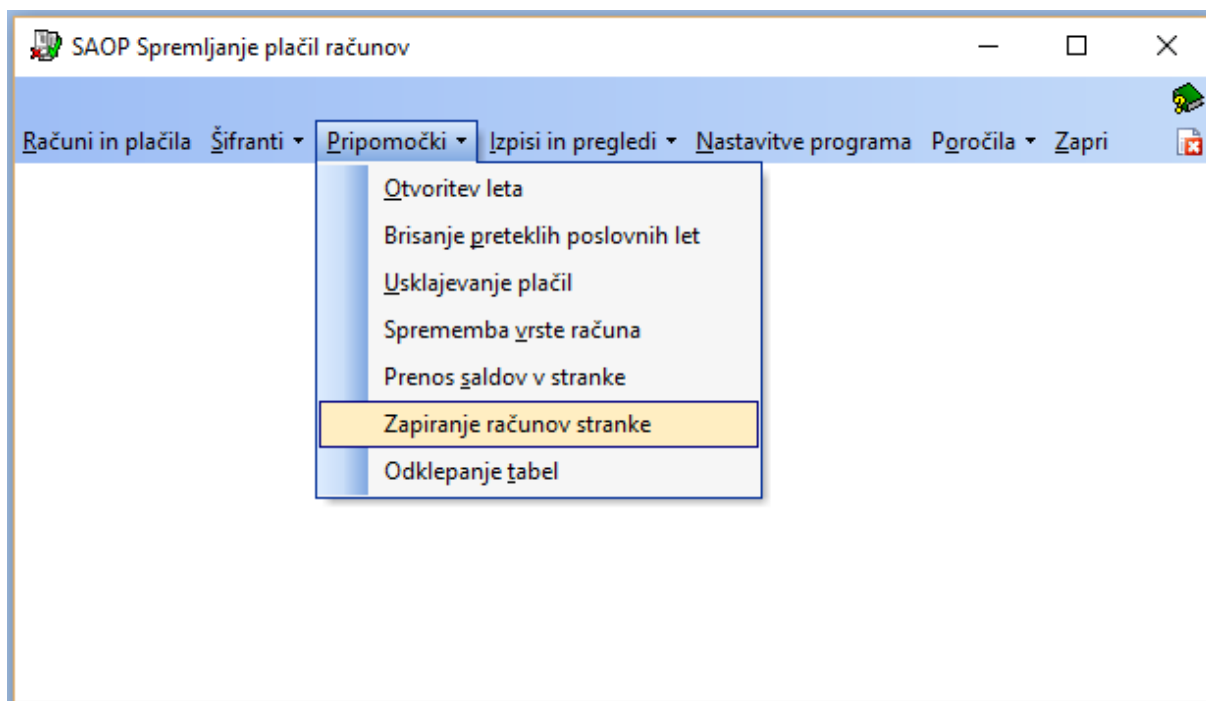 SAOP Spremljanje plačil računov
Računi in plačila Šifranti Pripomočki Izpisi in pregledi Nastavitve programa Poročila Zapri
Otvoritev leta
Brisanje preteklih poslovnih let
Usklajevanje plačil
Sprememba vrste računa
Prenos saldov v stranke
Zapiranje računov stranke
Odklepanje tabel